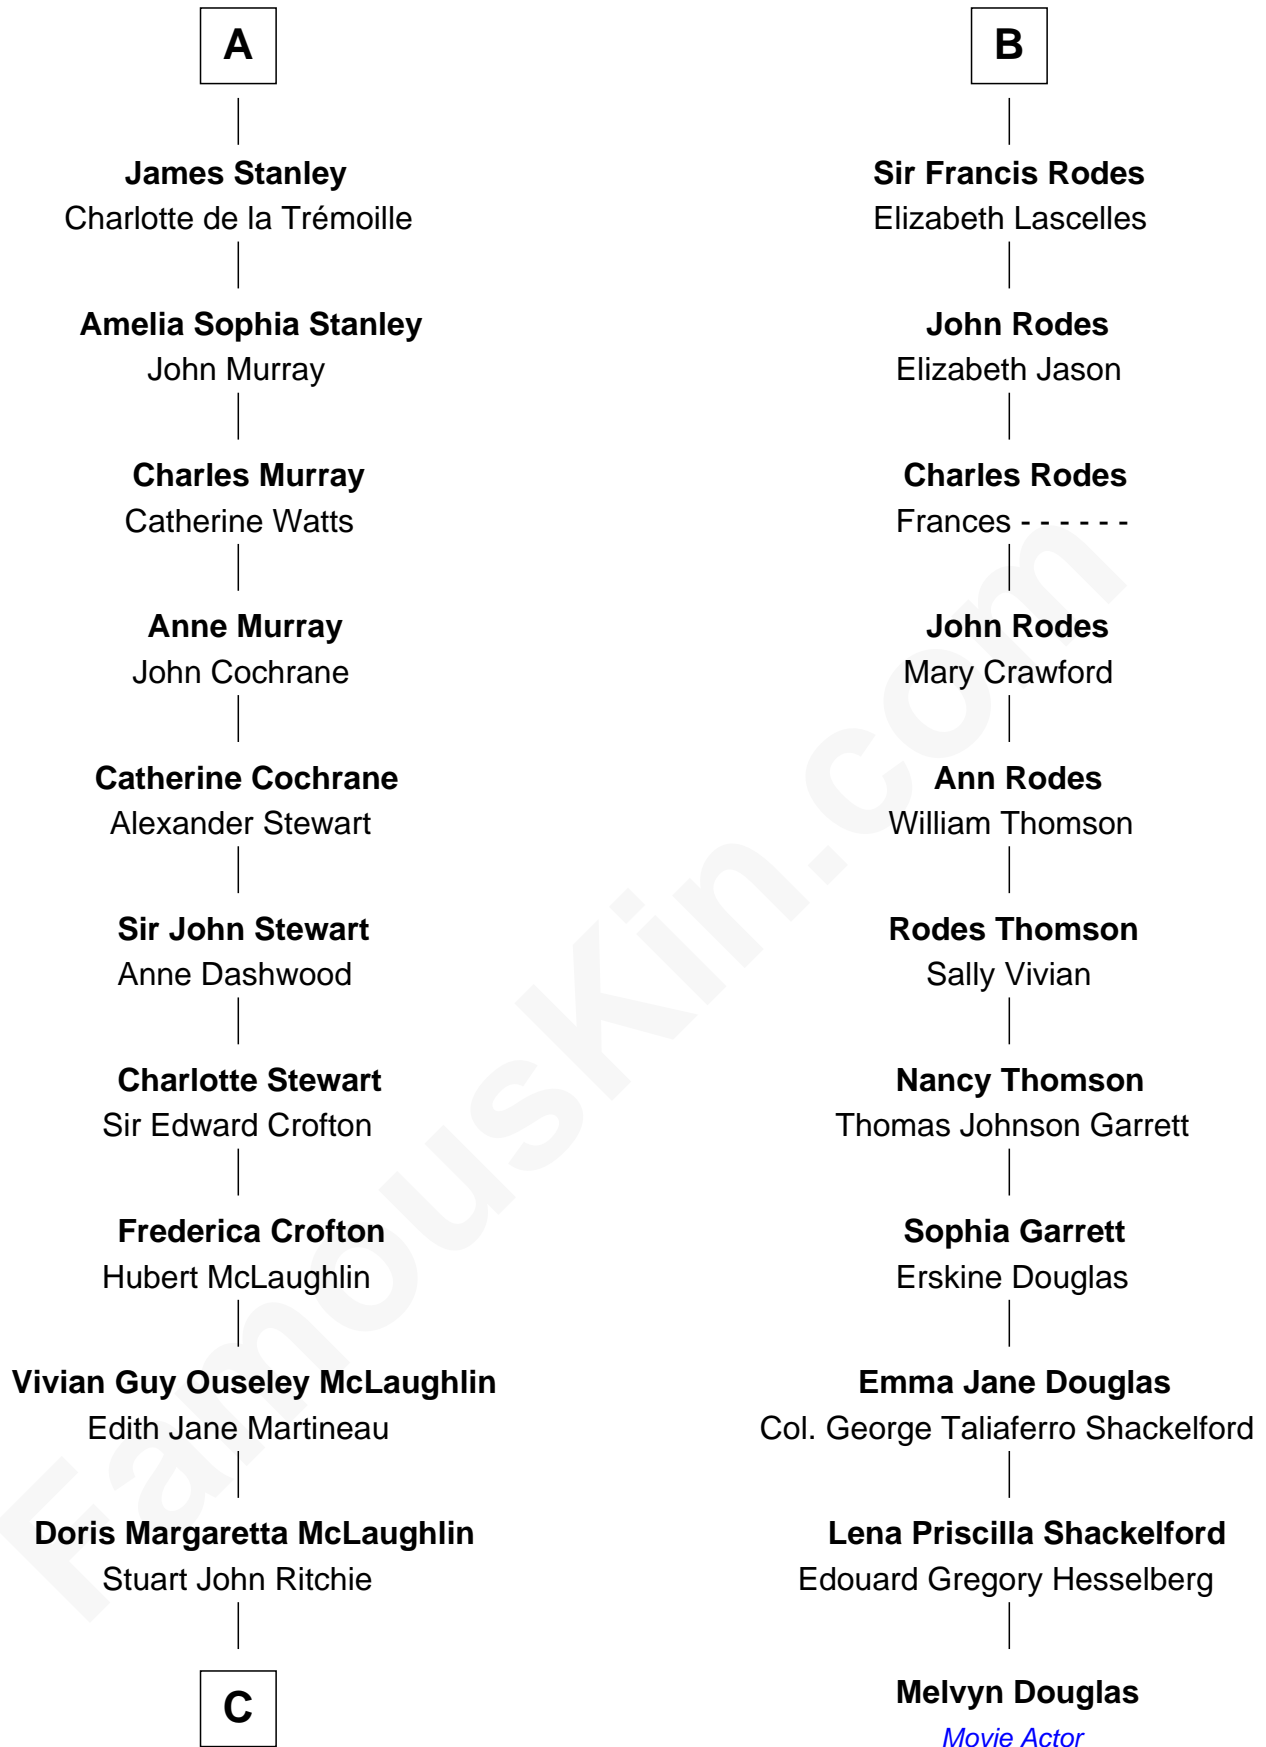 A
James Stanley
Charlotte de la Trémoille
Amelia Sophia Stanley
John Murray
Charles Murray
Catherine Watts
Anne Murray
John Cochrane
Catherine Cochrane
Alexander Stewart
Sir John Stewart
Anne Dashwood
Charlotte Stewart
Sir Edward Crofton
Frederica Crofton
Hubert McLaughlin
Vivian Guy Ouseley McLaughlin
Edith Jane Martineau
Doris Margaretta McLaughlin
Stuart John Ritchie
C
B
Sir Francis Rodes
Elizabeth Lascelles
John Rodes
Elizabeth Jason
Charles Rodes
Frances - - - - - -
John Rodes
Mary Crawford
Ann Rodes
William Thomson
Rodes Thomson
Sally Vivian
Nancy Thomson
Thomas Johnson Garrett
Sophia Garrett
Erskine Douglas
Emma Jane Douglas
Col. George Taliaferro Shackelford
Lena Priscilla Shackelford
Edouard Gregory Hesselberg
Melvyn Douglas
Movie Actor
FamousKin.com